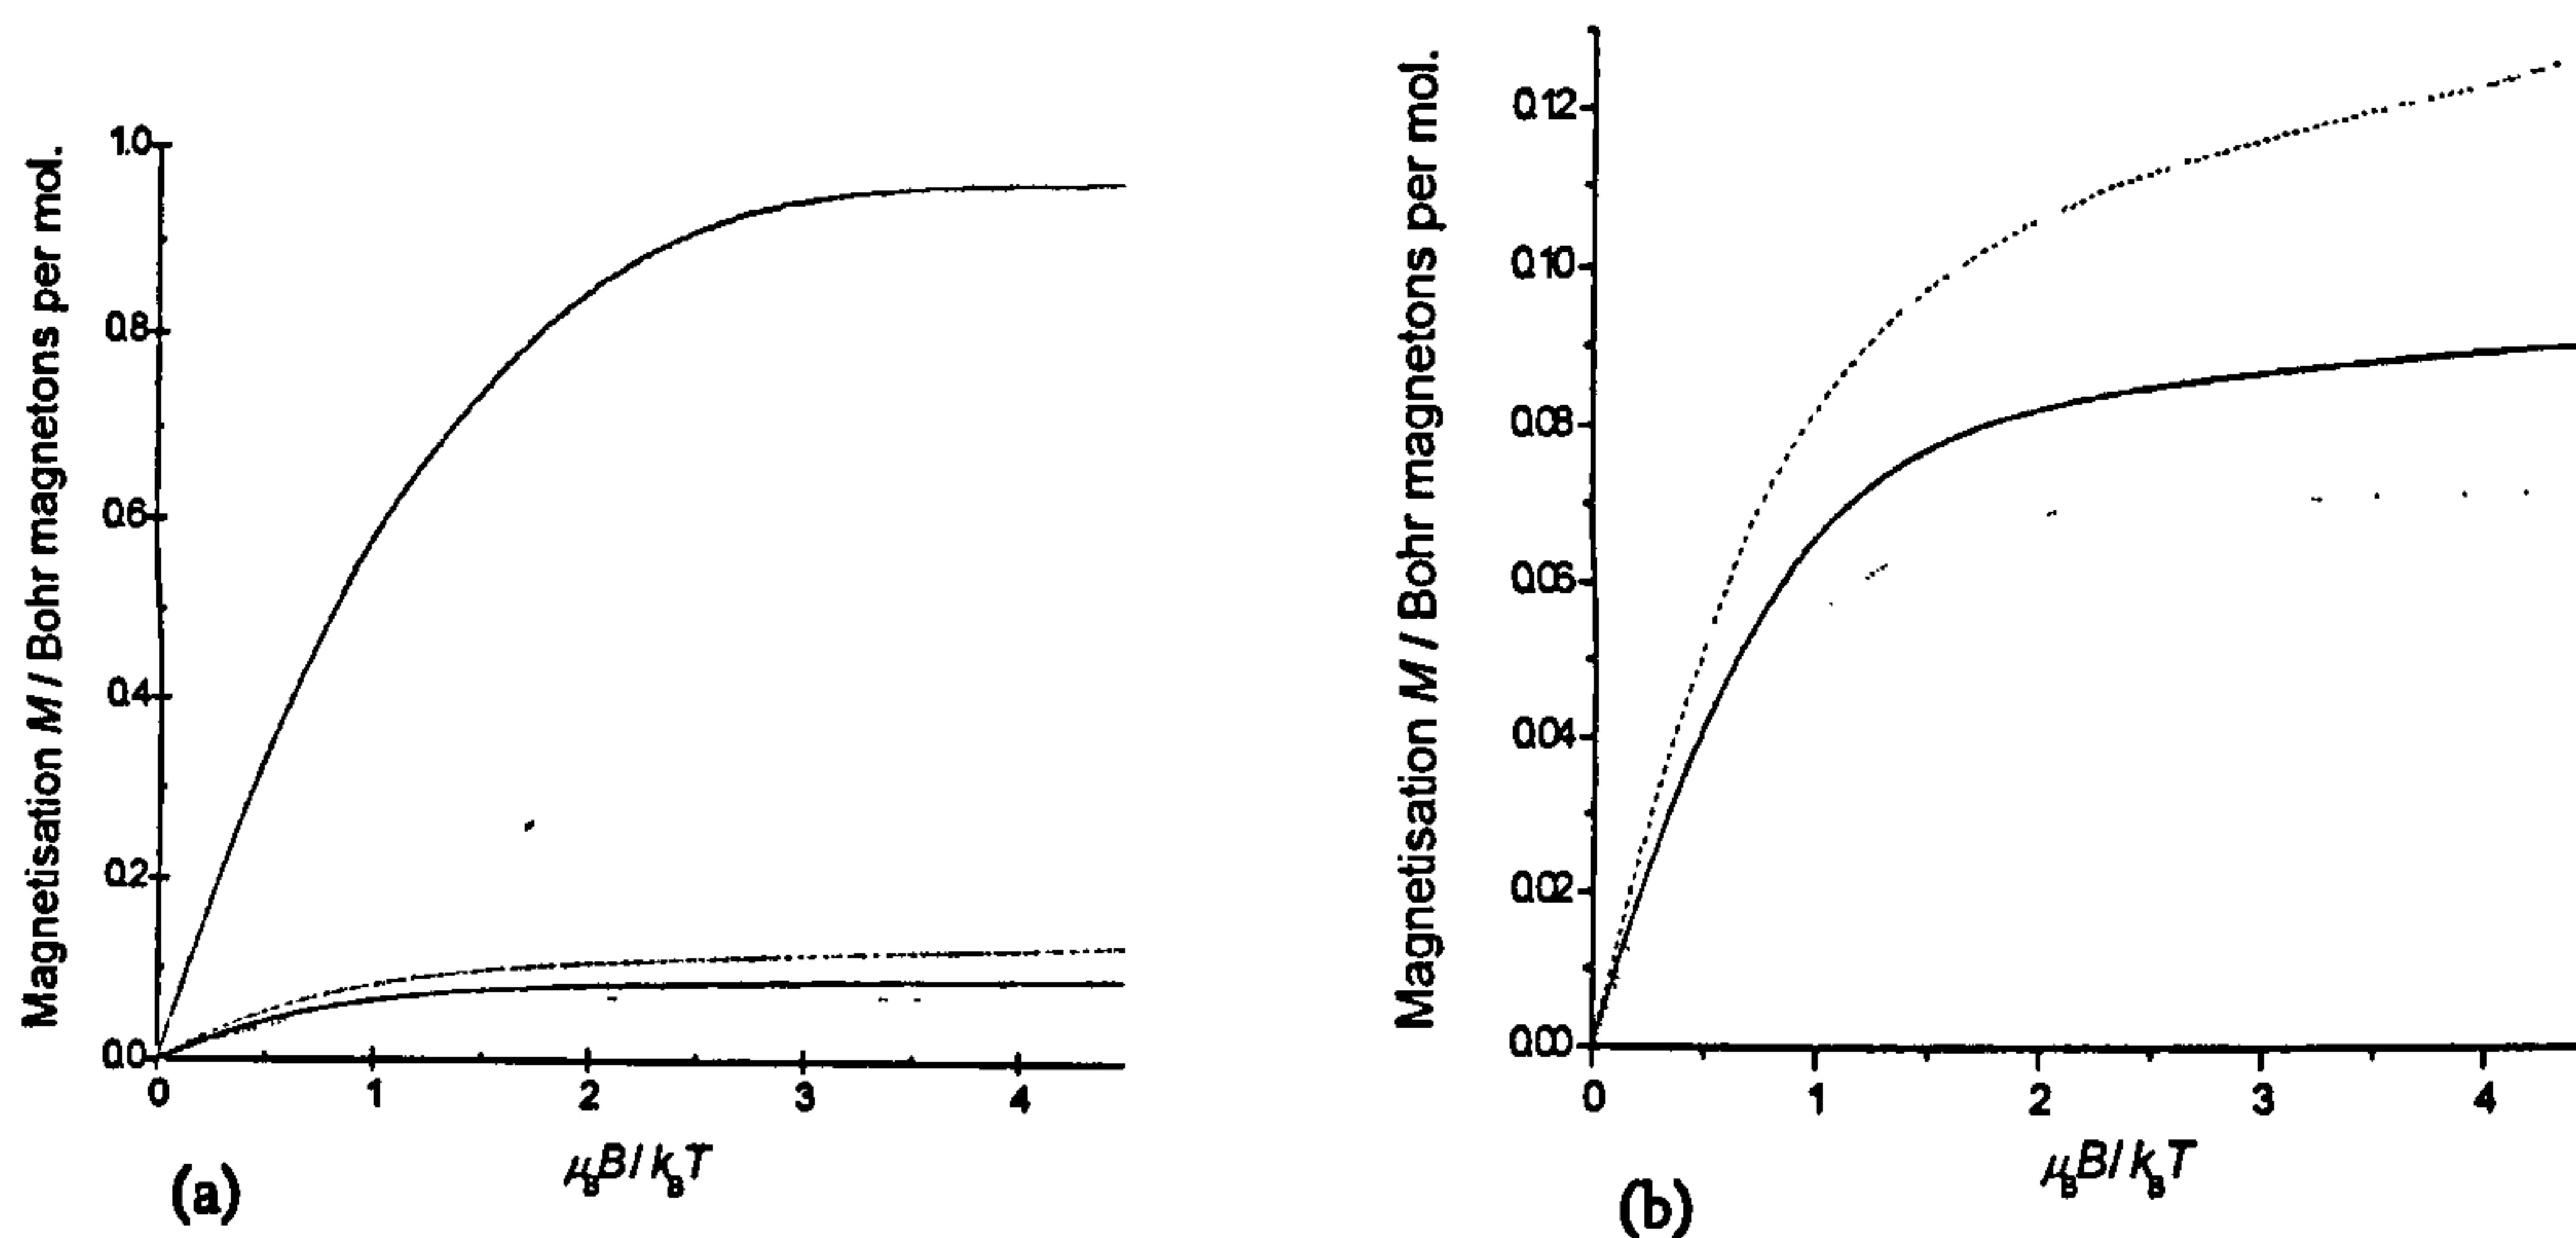 Magnetisation M / Bohr magnetons per mol.
1.0
0.8
0.6
0.4
0.2
0.0
0 1 2 3 4
μBB/kBT
(a)
Magnetisation M / Bohr magnetons per mol.
0.12
0.10
0.08
0.06
0.04
0.02
0.00
0 1 2 3 4
μBB/kBT
(b)